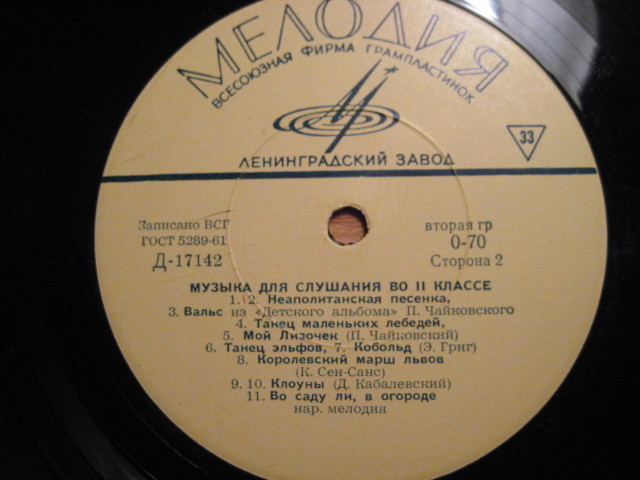 МЕЛОДИЯ
ВСЕСОЮЗНАЯ ФИРМА ГРАМПЛАСТИНОК
ЛЕНИНГРАДСКИЙ ЗАВОД
33
Записано ВСГ
ГОСТ 5289-61
Д-17142
вторая гр
0-70
Сторона 2
МУЗЫКА ДЛЯ СЛУШАНИЯ ВО II КЛАССЕ
1. 2. Неаполитанская песенка,
3. Вальс из «Детского альбома» П. Чайковского
4. Танец маленьких лебедей,
5. Мой Лизочек (П. Чайковский)
6. Танец эльфов, 7. Кобольд (Э. Григ)
8. Королевский марш львов
(К. Сен-Санс)
9. 10. Клоуны (Д. Кабалевский)
11. Во саду ли, в огороде
нар. мелодия